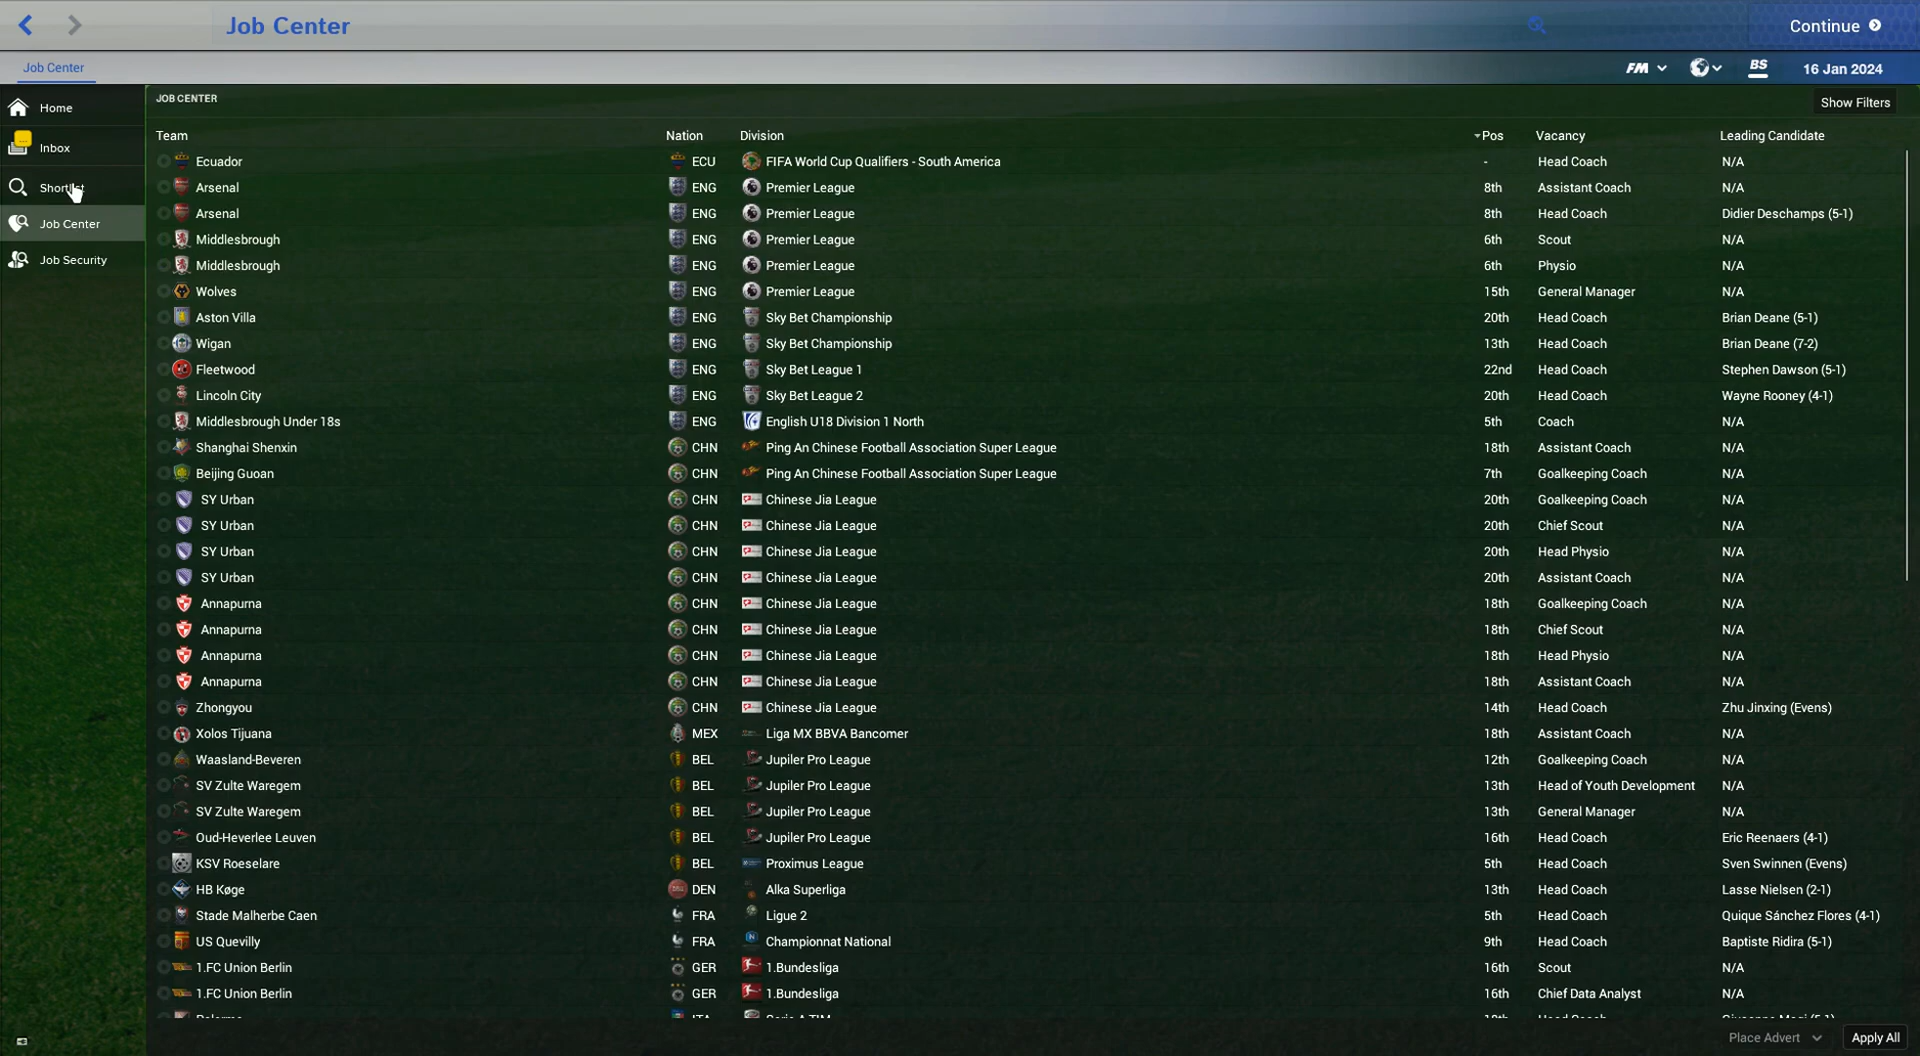 Job Center
Continue
Job Center
FM
BS
16 Jan 2024
Home
Inbox
Shortlist
Job Center
Job Security
JOB CENTER
Show Filters
Team Nation Division Pos Vacancy Leading Candidate
Ecuador ECU FIFA World Cup Qualifiers - South America - Head Coach N/A
Arsenal ENG Premier League 8th Assistant Coach N/A
Arsenal ENG Premier League 8th Head Coach Didier Deschamps (5-1)
Middlesbrough ENG Premier League 6th Scout N/A
Middlesbrough ENG Premier League 6th Physio N/A
Wolves ENG Premier League 15th General Manager N/A
Aston Villa ENG Sky Bet Championship 20th Head Coach Brian Deane (5-1)
Wigan ENG Sky Bet Championship 13th Head Coach Brian Deane (7-2)
Fleetwood ENG Sky Bet League 1 22nd Head Coach Stephen Dawson (5-1)
Lincoln City ENG Sky Bet League 2 20th Head Coach Wayne Rooney (4-1)
Middlesbrough Under 18s ENG English U18 Division 1 North 5th Coach N/A
Shanghai Shenxin CHN Ping An Chinese Football Association Super League 18th Assistant Coach N/A
Beijing Guoan CHN Ping An Chinese Football Association Super League 7th Goalkeeping Coach N/A
SY Urban CHN Chinese Jia League 20th Goalkeeping Coach N/A
SY Urban CHN Chinese Jia League 20th Chief Scout N/A
SY Urban CHN Chinese Jia League 20th Head Physio N/A
SY Urban CHN Chinese Jia League 20th Assistant Coach N/A
Annapurna CHN Chinese Jia League 18th Goalkeeping Coach N/A
Annapurna CHN Chinese Jia League 18th Chief Scout N/A
Annapurna CHN Chinese Jia League 18th Head Physio N/A
Annapurna CHN Chinese Jia League 18th Assistant Coach N/A
Zhongyou CHN Chinese Jia League 14th Head Coach Zhu Jinxing (Evens)
Xolos Tijuana MEX Liga MX BBVA Bancomer 18th Assistant Coach N/A
Waasland-Beveren BEL Jupiler Pro League 12th Goalkeeping Coach N/A
SV Zulte Waregem BEL Jupiler Pro League 13th Head of Youth Development N/A
SV Zulte Waregem BEL Jupiler Pro League 13th General Manager N/A
Oud-Heverlee Leuven BEL Jupiler Pro League 16th Head Coach Eric Reenaers (4-1)
KSV Roeselare BEL Proximus League 5th Head Coach Sven Swinnen (Evens)
HB Køge DEN Alka Superliga 13th Head Coach Lasse Nielsen (2-1)
Stade Malherbe Caen FRA Ligue 2 5th Head Coach Quique Sánchez Flores (4-1)
US Quevilly FRA Championnat National 9th Head Coach Baptiste Ridira (5-1)
1.FC Union Berlin GER 1.Bundesliga 16th Scout N/A
1.FC Union Berlin GER 1.Bundesliga 16th Chief Data Analyst N/A
Place Advert
Apply All